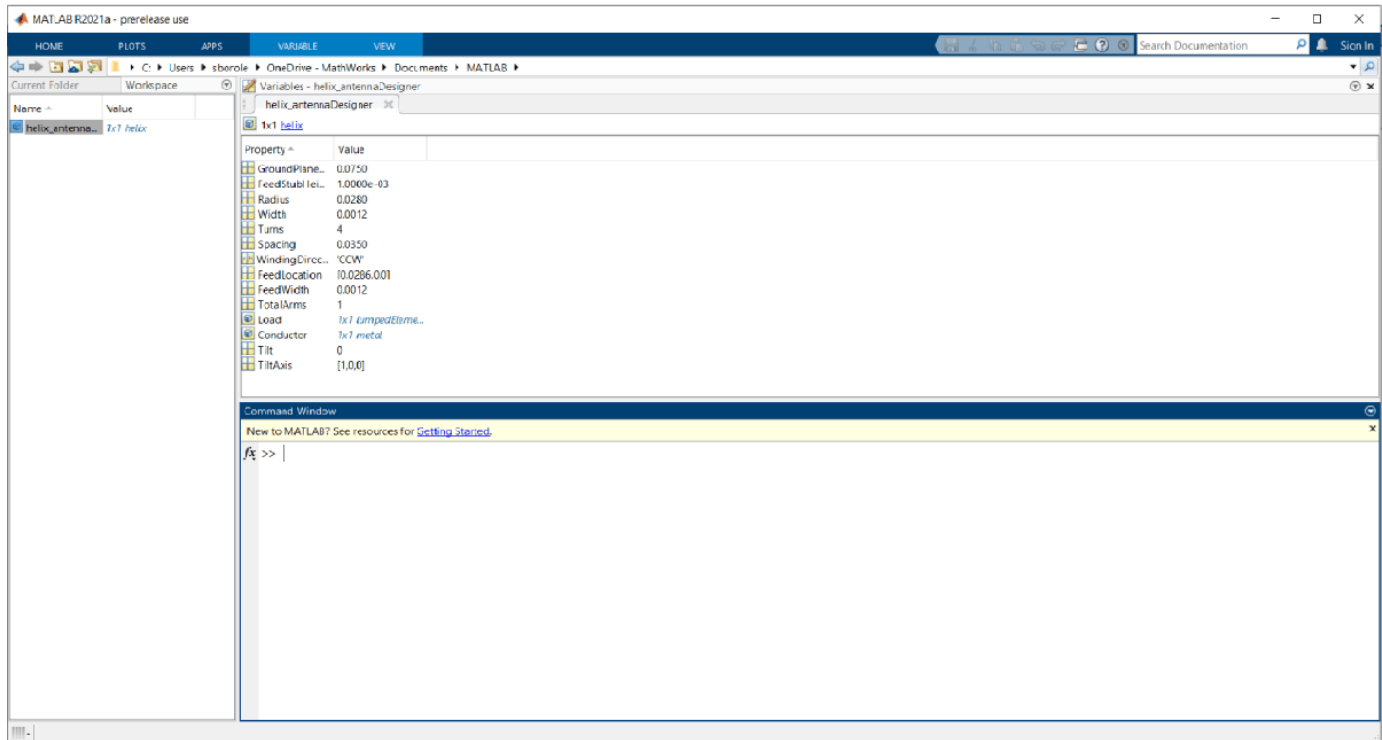 MATLAB R2021a - prerelease use
HOME PLOTS APPS VARIABLE VIEW Search Documentation Sign In
C: Users sborole OneDrive - MathWorks Documents MATLAB
Current Folder Workspace
Variables - helix_antennaDesigner
Name Value
helix_antennaDesigner
helix_antenna... 1x1 helix
1x1 helix
Property Value
GroundPlane... 0.0750
FeedStubHei... 1.0000e-03
Radius 0.0280
Width 0.0012
Turns 4
Spacing 0.0350
WindingDirec... 'CCW'
FeedLocation [0.0286,0,0]
FeedWidth 0.0012
TotalArms 1
Load 1x1 lumpedEleme...
Conductor 1x1 metal
Tilt 0
TiltAxis [1,0,0]
Command Window
New to MATLAB? See resources for Getting Started.
fx >>